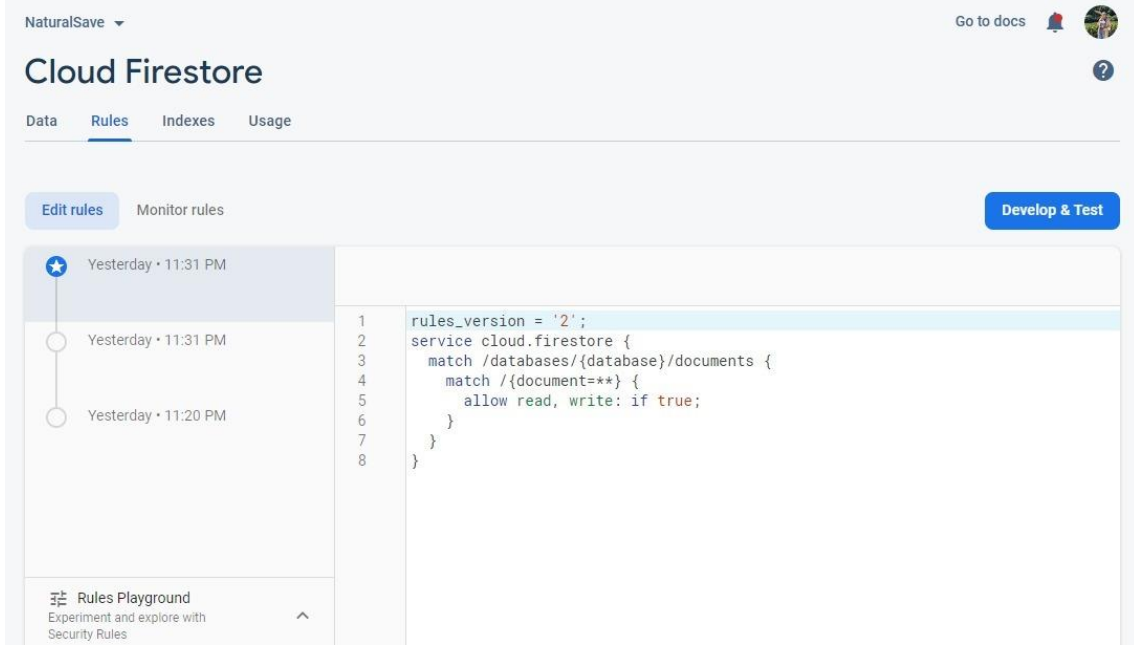 NaturalSave
Go to docs
Cloud Firestore
Data Rules Indexes Usage
Edit rules Monitor rules
Develop & Test
Yesterday • 11:31 PM
Yesterday • 11:31 PM
Yesterday • 11:20 PM
1 rules_version = '2';
2 service cloud.firestore {
3   match /databases/{database}/documents {
4     match /{document=**} {
5       allow read, write: if true;
6     }
7   }
8 }
Rules Playground
Experiment and explore with
Security Rules